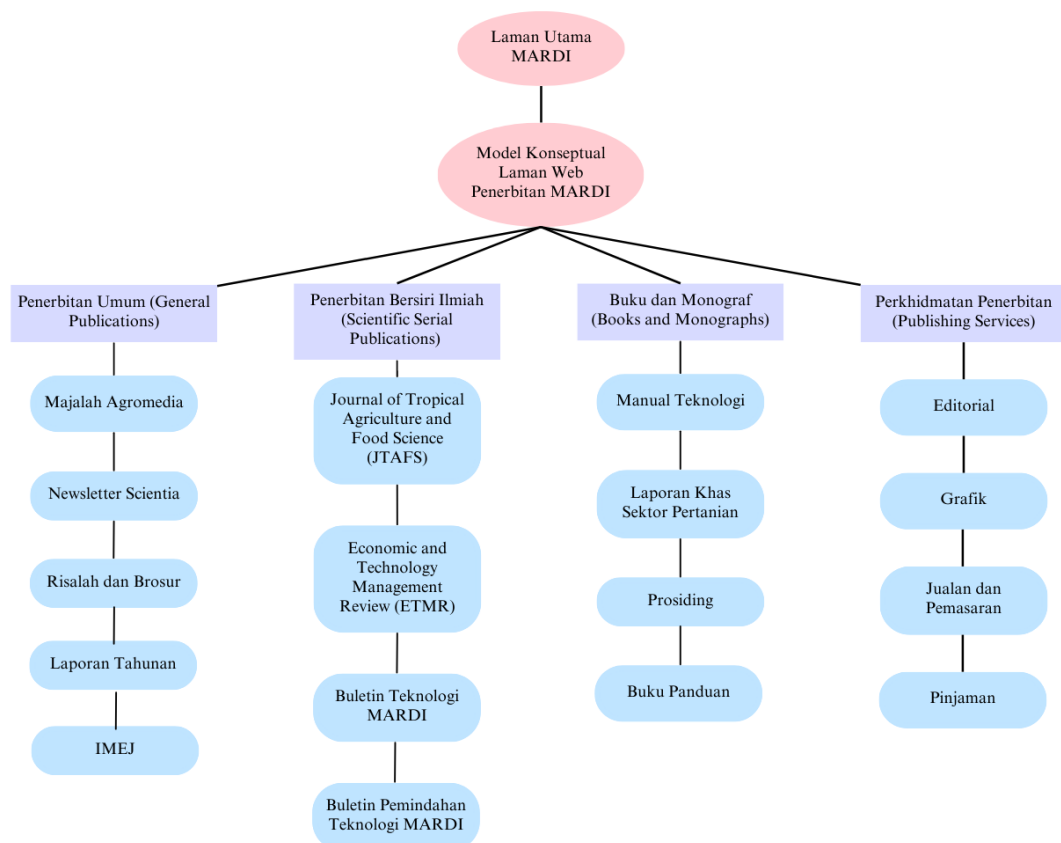 Laman Utama
MARDI
Model Konseptual
Laman Web
Penerbitan MARDI
Penerbitan Umum (General
Publications)
Majalah Agromedia
Newsletter Scientia
Risalah dan Brosur
Laporan Tahunan
IMEJ
Penerbitan Bersiri Ilmiah
(Scientific Serial
Publications)
Journal of Tropical
Agriculture and
Food Science
(JTAFS)
Economic and
Technology
Management
Review (ETMR)
Buletin Teknologi
MARDI
Buletin Pemindahan
Teknologi MARDI
Buku dan Monograf
(Books and Monographs)
Manual Teknologi
Laporan Khas
Sektor Pertanian
Prosiding
Buku Panduan
Perkhidmatan Penerbitan
(Publishing Services)
Editorial
Grafik
Jualan dan
Pemasaran
Pinjaman